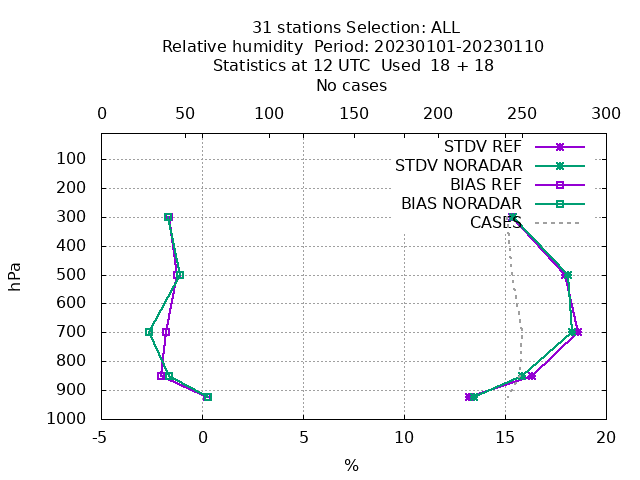 31 stations Selection: ALL
Relative humidity  Period: 20230101-20230110
Statistics at 12 UTC  Used  18 + 18
No cases
0 50 100 150 200 250 300
STDV REF
STDV NORADAR
BIAS REF
BIAS NORADAR
CASES
100
200
300
400
500
600
700
800
900
1000
hPa
-5 0 5 10 15 20
%